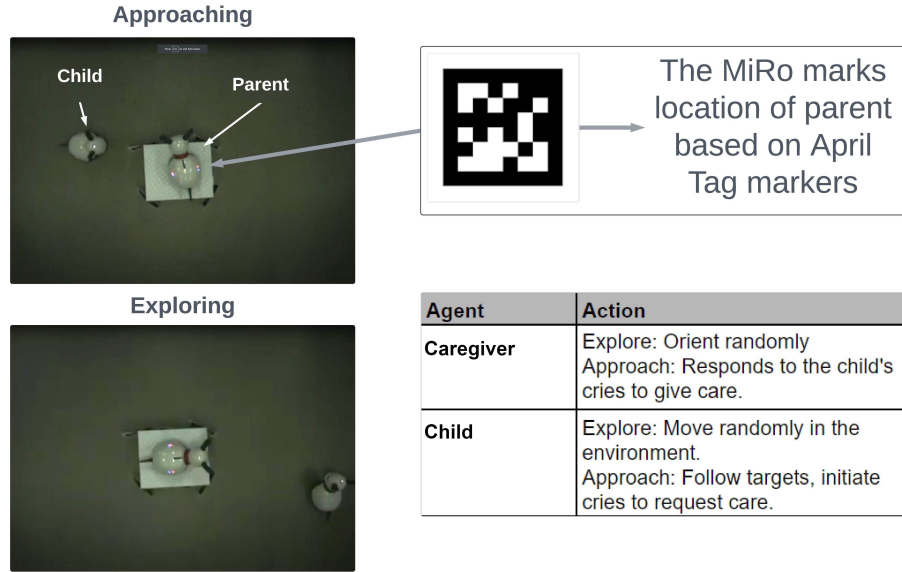 Approaching
Child
Parent
The MiRo marks
location of parent
based on April
Tag markers
Exploring
Agent Action
Caregiver
Explore: Orient randomly
Approach: Responds to the child's
cries to give care.
Child
Explore: Move randomly in the
environment.
Approach: Follow targets, initiate
cries to request care.